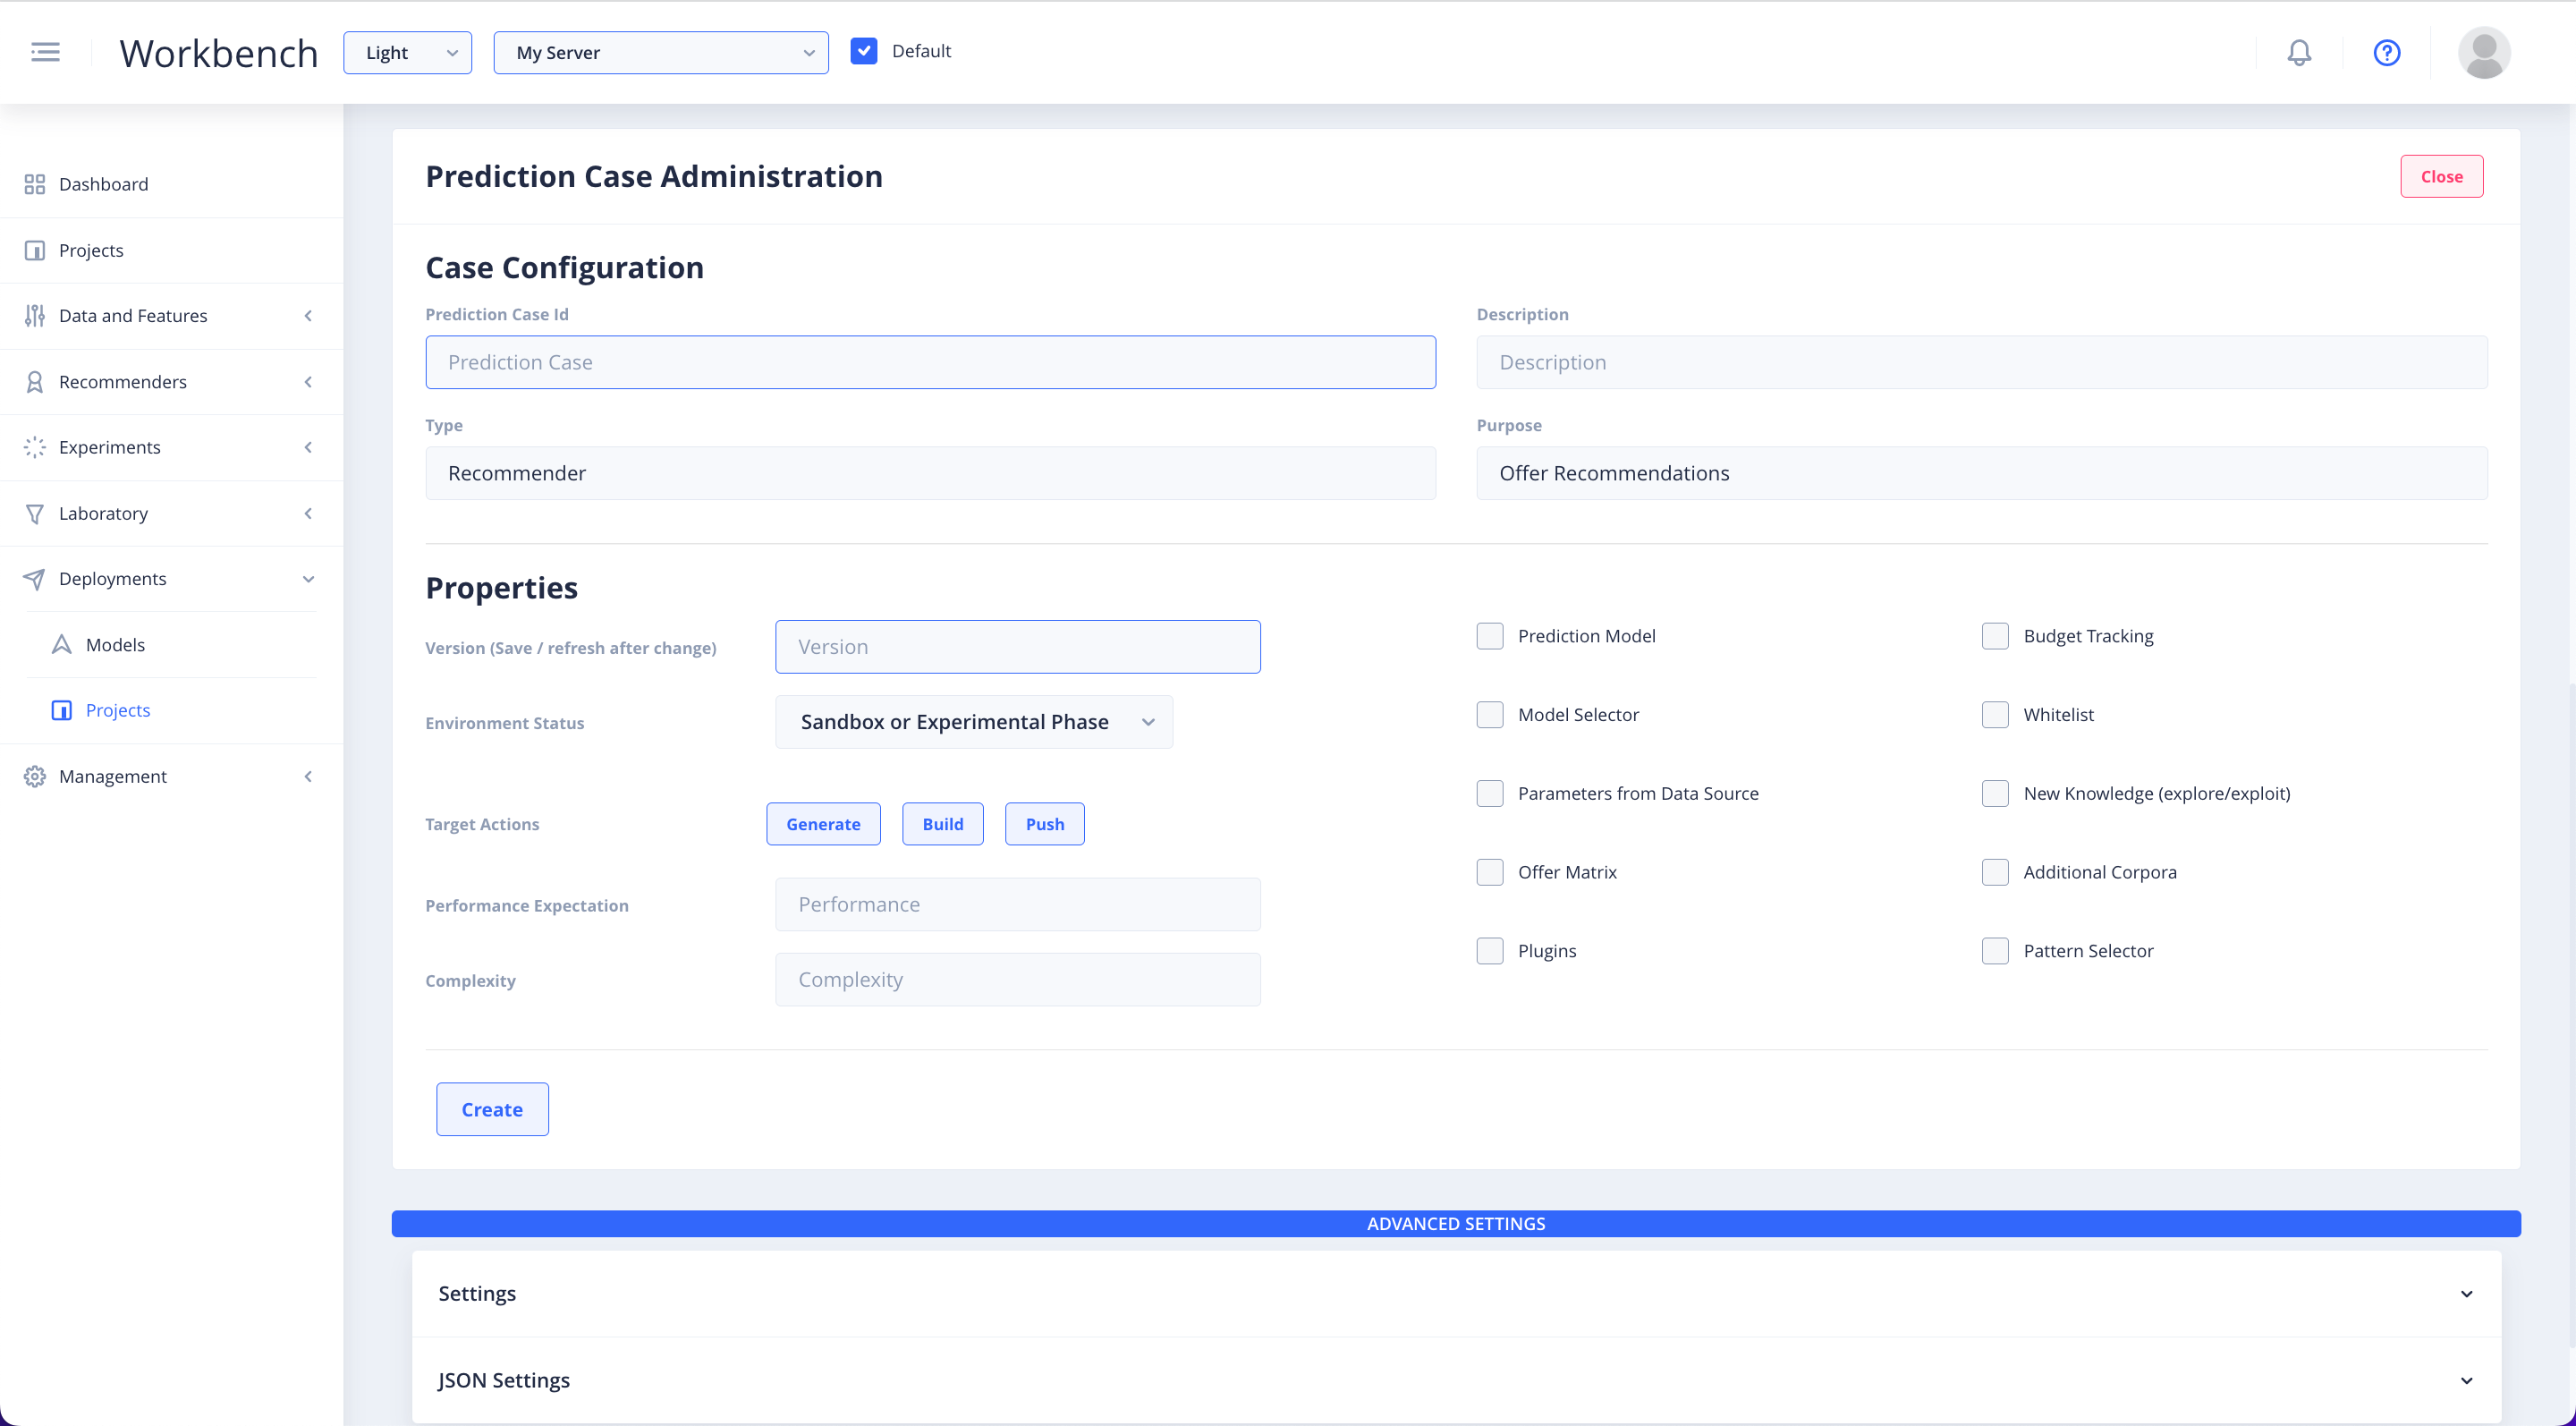 Workbench
Light
My Server
Default
Dashboard
Projects
Data and Features
Recommenders
Experiments
Laboratory
Deployments
Models
Projects
Management
Prediction Case Administration
Close
Case Configuration
Prediction Case Id
Description
Prediction Case
Description
Type
Purpose
Recommender
Offer Recommendations
Properties
Version (Save / refresh after change)
Version
Environment Status
Sandbox or Experimental Phase
Target Actions
Generate
Build
Push
Performance Expectation
Performance
Complexity
Complexity
Prediction Model
Budget Tracking
Model Selector
Whitelist
Parameters from Data Source
New Knowledge (explore/exploit)
Offer Matrix
Additional Corpora
Plugins
Pattern Selector
Create
ADVANCED SETTINGS
Settings
JSON Settings